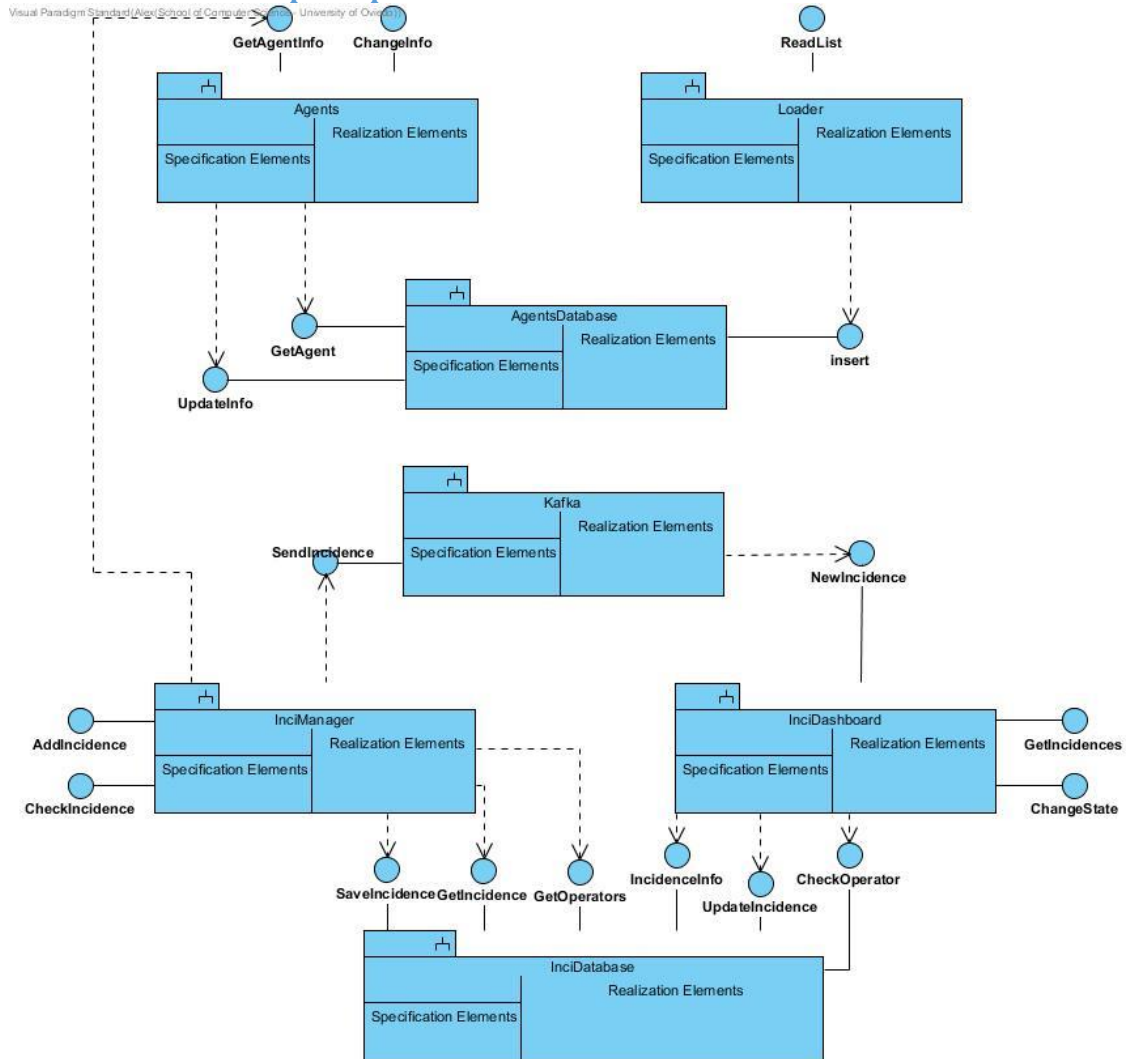 Visual Paradigm Standard(Alex(School of Computer Science - University of Oviedo))
GetAgentInfo
ChangeInfo
ReadList
Agents
Realization Elements
Specification Elements
Loader
Realization Elements
Specification Elements
AgentsDatabase
Realization Elements
Specification Elements
GetAgent
insert
UpdateInfo
Kafka
Realization Elements
Specification Elements
SendIncidence
NewIncidence
InciManager
Realization Elements
Specification Elements
AddIncidence
CheckIncidence
InciDashboard
Realization Elements
Specification Elements
GetIncidences
ChangeState
SaveIncidence
GetIncidence
GetOperators
IncidenceInfo
UpdateIncidence
CheckOperator
InciDatabase
Realization Elements
Specification Elements